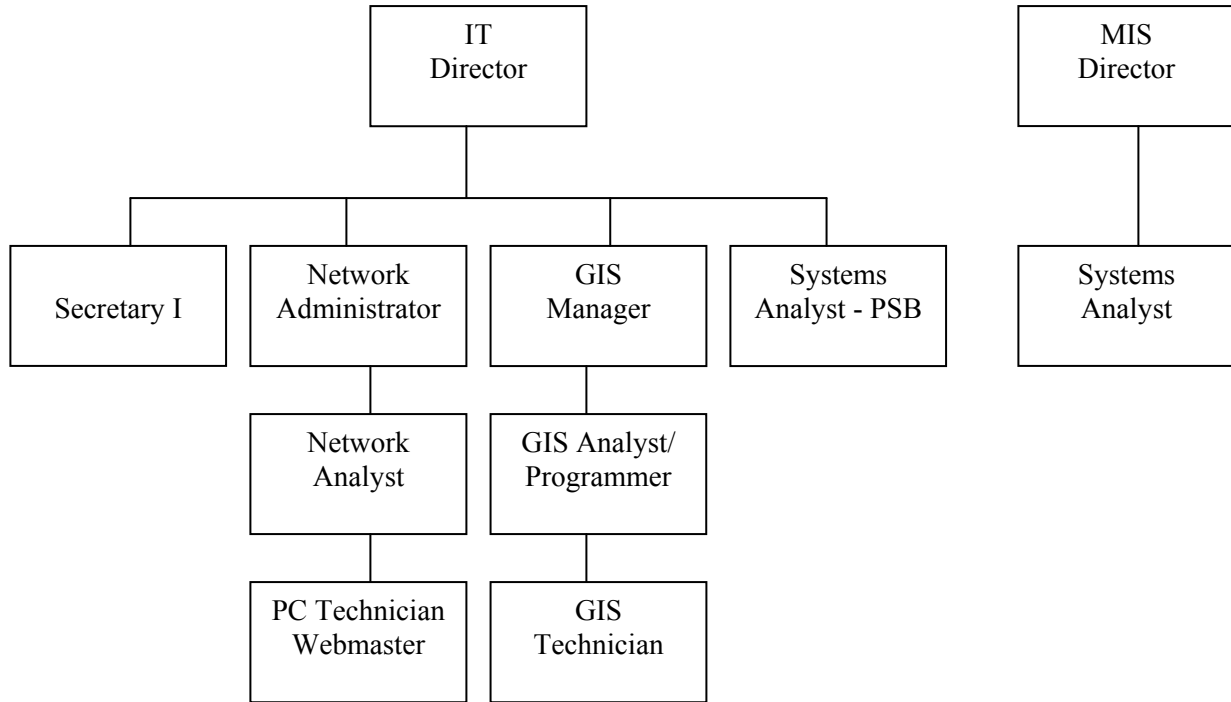 IT
Director
MIS
Director
Secretary I
Network
Administrator
GIS
Manager
Systems
Analyst - PSB
Systems
Analyst
Network
Analyst
GIS Analyst/
Programmer
PC Technician
Webmaster
GIS
Technician